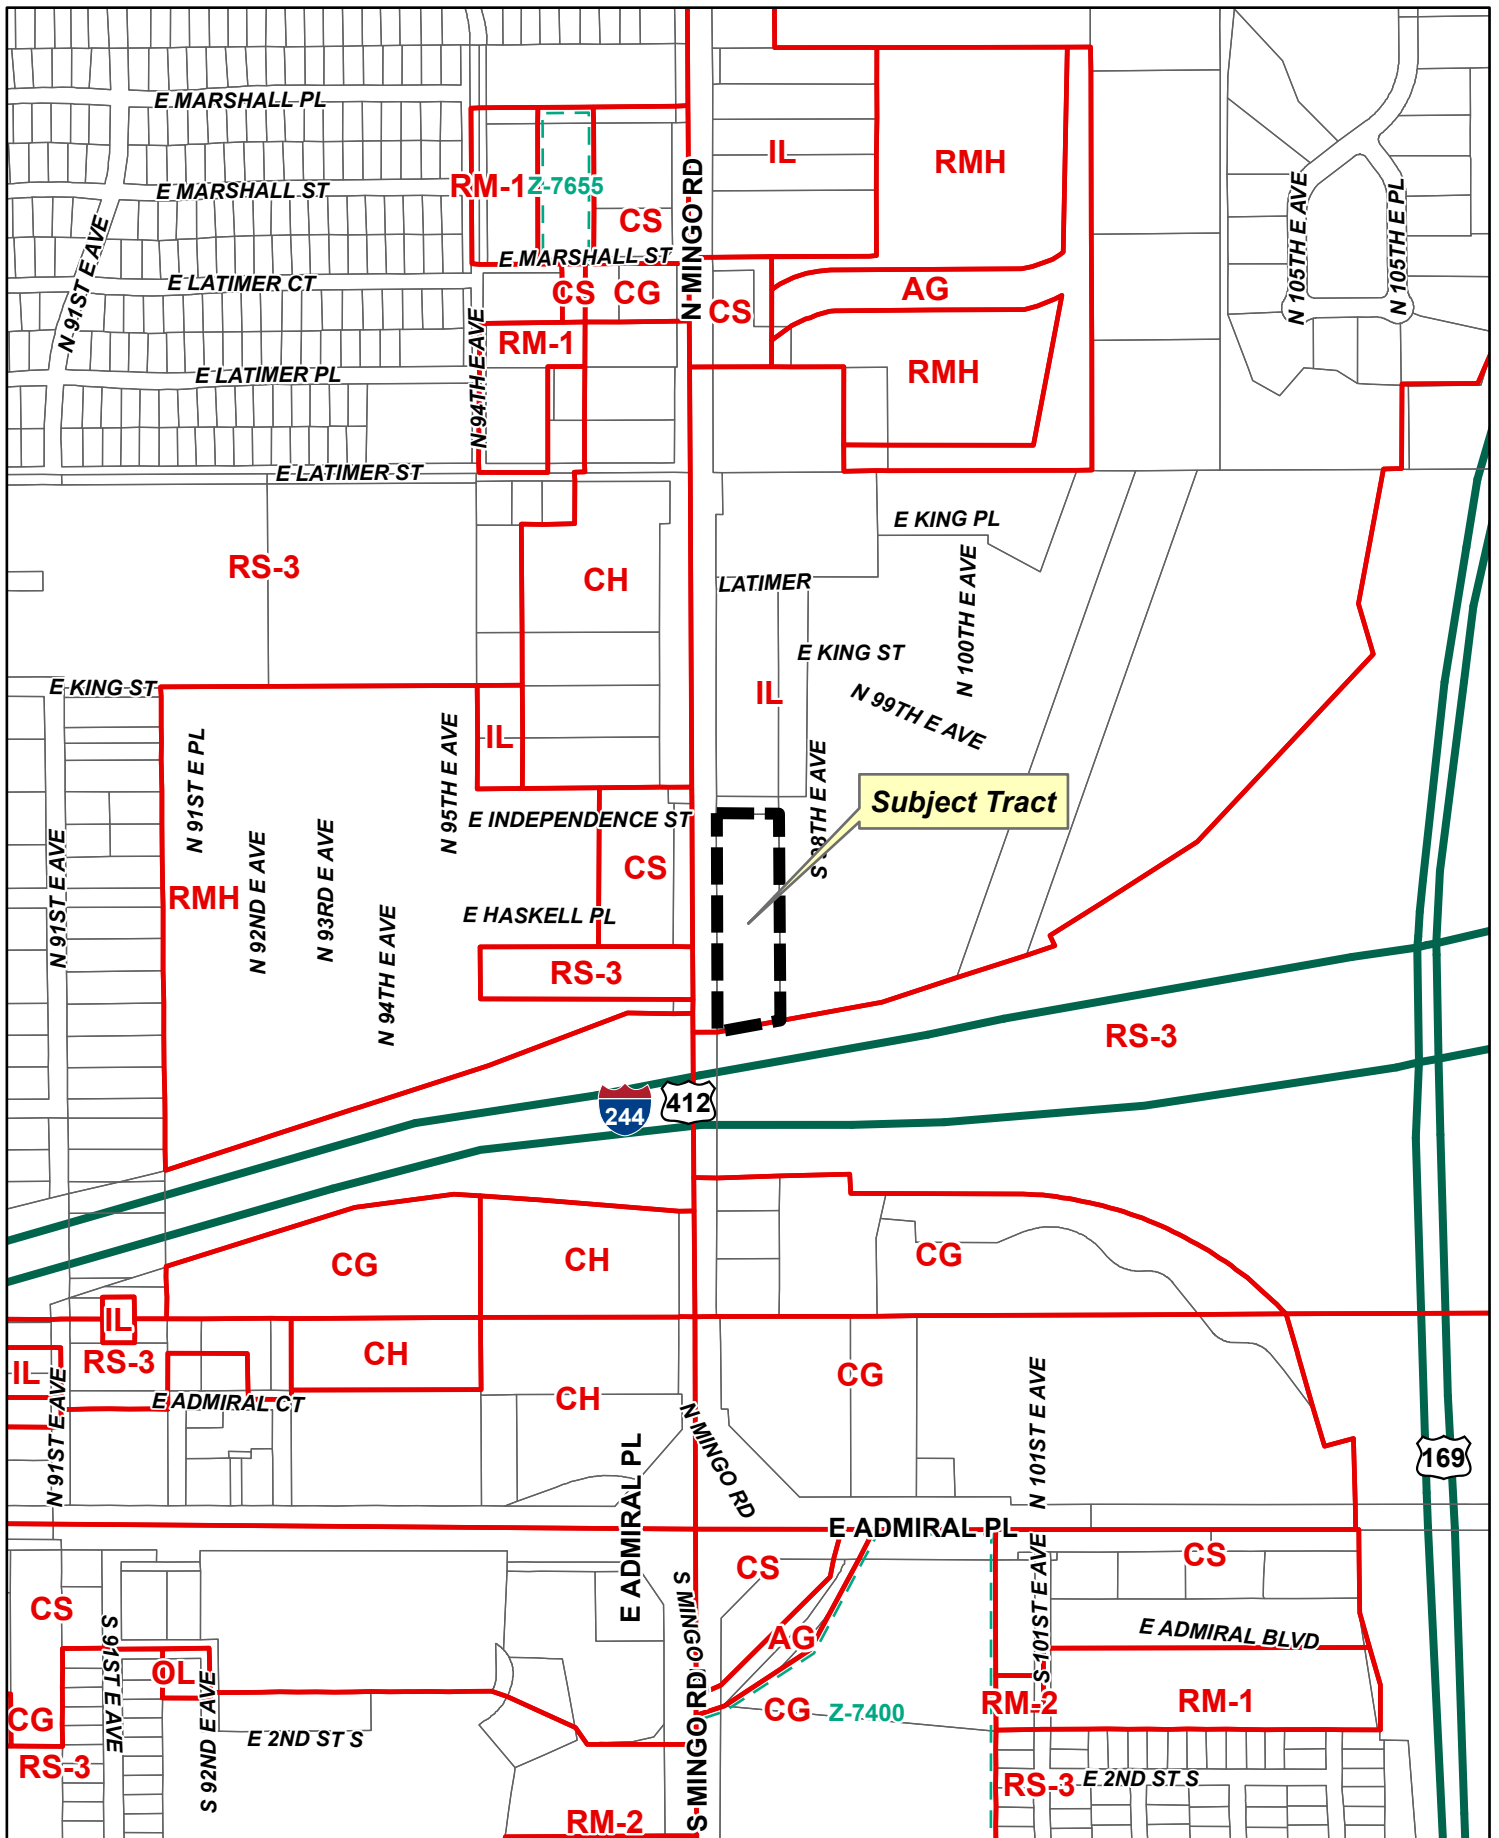 E MARSHALL PL
N MINGO RD
IL
RMH
RM-1
Z-7655
E MARSHALL ST
CS
N 105TH E AVE
N 105TH E PL
N 91ST E AVE
E MARSHALL ST
E LATIMER CT
CS
CG
AG
CS
RM-1
N 94TH E AVE
E LATIMER PL
RMH
E LATIMER ST
E KING PL
RS-3
CH
LATIMER
N 100TH E AVE
E KING ST
E KING ST
IL
N 99TH E AVE
N 91ST E PL
N 95TH E AVE
IL
S 98TH E AVE
Subject Tract
E INDEPENDENCE ST
N 91ST E AVE
N 92ND E AVE
N 93RD E AVE
CS
RMH
N 94TH E AVE
E HASKELL PL
RS-3
RS-3
244
412
CG
CH
CG
IL
RS-3
CH
IL
CG
N 91ST E AVE
E ADMIRAL CT
CH
N MINGO RD
N 101ST E AVE
E ADMIRAL PL
169
E ADMIRAL PL
CS
CS
S MINGO RD
S 101ST E AVE
CS
S 91ST E AVE
AG
E ADMIRAL BLVD
OL
S 92ND E AVE
S MINGO RD
CG
CG
Z-7400
RM-2
RM-1
E 2ND ST S
RS-3
RS-3
E 2ND ST S
RM-2